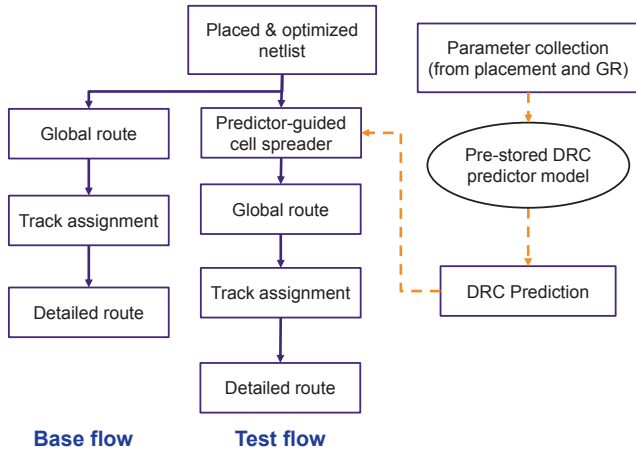 Placed & optimized
netlist
Parameter collection
(from placement and GR)
Global route
Predictor-guided
cell spreader
Pre-stored DRC
predictor model
Track assignment
Global route
Detailed route
Track assignment
DRC Prediction
Detailed route
Base flow
Test flow